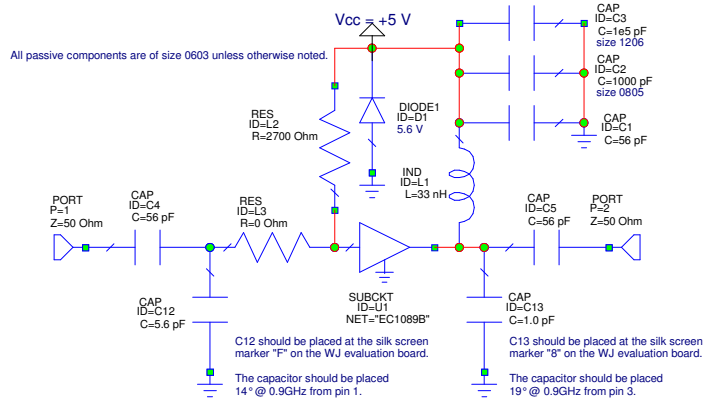 Vcc = +5 V
CAP
ID=C3
C=1e5 pF
size 1206
All passive components are of size 0603 unless otherwise noted.
CAP
ID=C2
C=1000 pF
size 0805
RES
ID=L2
R=2700 Ohm
DIODE1
ID=D1
5.6 V
CAP
ID=C1
C=56 pF
IND
ID=L1
L=33 nH
PORT
P=1
Z=50 Ohm
CAP
ID=C4
C=56 pF
RES
ID=L3
R=0 Ohm
CAP
ID=C5
C=56 pF
PORT
P=2
Z=50 Ohm
CAP
ID=C12
C=5.6 pF
SUBCKT
ID=U1
NET="EC1089B"
CAP
ID=C13
C=1.0 pF
C12 should be placed at the silk screen
marker "F" on the WJ evaluation board.
The capacitor should be placed
14° @ 0.9GHz from pin 1.
C13 should be placed at the silk screen
marker "8" on the WJ evaluation board.
The capacitor should be placed
19° @ 0.9GHz from pin 3.